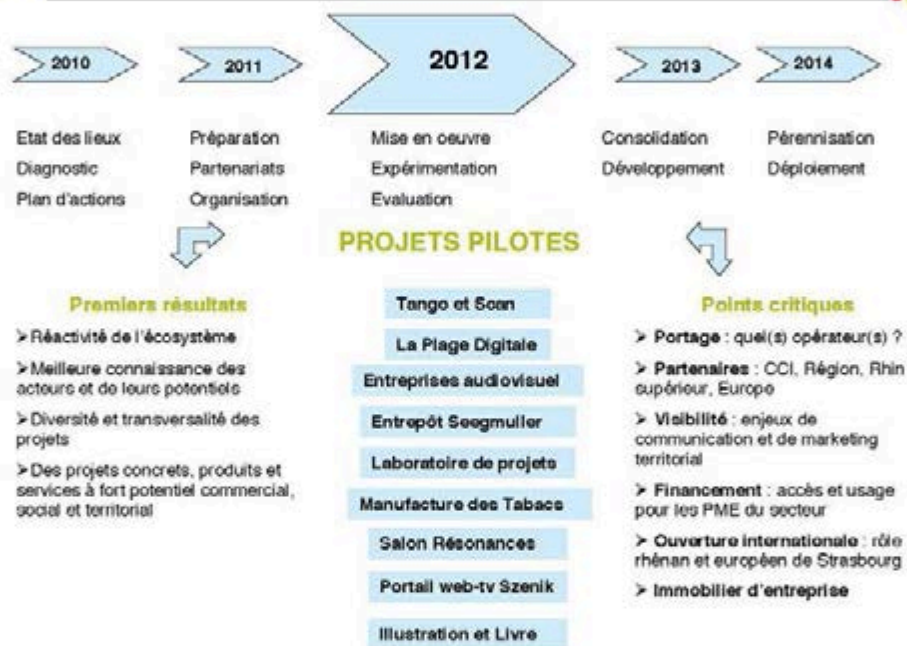 2010
2011
2012
2013
2014
Etat des lieux
Diagnostic
Plan d'actions
Préparation
Partenariats
Organisation
Mise en oeuvre
Expérimentation
Evaluation
Consolidation
Développement
Pérennisation
Déploiement
PROJETS PILOTES
Premiers résultats
➢ Réactivité de l'écosystème
➢ Meilleure connaissance des
acteurs et de leurs potentiels
➢ Diversité et transversalité des
projets
➢ Des projets concrets, produits et
services à fort potentiel commercial,
social et territorial
Tango et Scan
La Plage Digitale
Entreprises audiovisuel
Entrepôt Seegmuller
Laboratoire de projets
Manufacture des Tabacs
Salon Résonances
Portail web-tv Szenik
Illustration et Livre
Points critiques
➢ Portage : quel(s) opérateur(s) ?
➢ Partenaires : CCI, Région, Rhin
supérieur, Europe
➢ Visibilité : enjeux de
communication et de marketing
territorial
➢ Financement : accès et usage
pour les PME du secteur
➢ Ouverture internationale : rôle
rhénan et européen de Strasbourg
➢ Immobilier d'entreprise